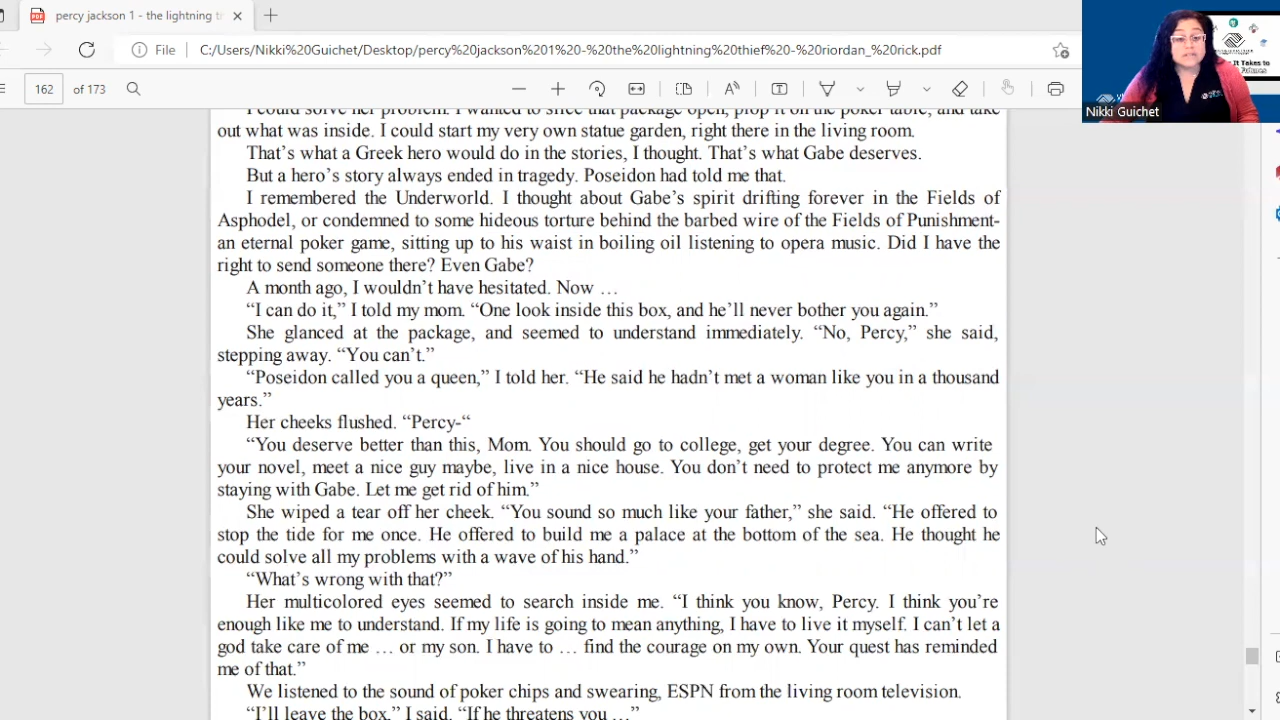 percy jackson 1 - the lightning t
File
C:/Users/Nikki%20Guichet/Desktop/percy%20jackson%201%20-%20the%20lightning%20thief%20-%20riordan_%20rick.pdf
162 of 173
out what was inside. I could start my very own statue garden, right there in the living room.
That’s what a Greek hero would do in the stories, I thought. That’s what Gabe deserves.
But a hero’s story always ended in tragedy. Poseidon had told me that.
I remembered the Underworld. I thought about Gabe’s spirit drifting forever in the Fields of
Asphodel, or condemned to some hideous torture behind the barbed wire of the Fields of Punishment-
an eternal poker game, sitting up to his waist in boiling oil listening to opera music. Did I have the
right to send someone there? Even Gabe?
A month ago, I wouldn’t have hesitated. Now …
“I can do it,” I told my mom. “One look inside this box, and he’ll never bother you again.”
She glanced at the package, and seemed to understand immediately. “No, Percy,” she said,
stepping away. “You can’t.”
“Poseidon called you a queen,” I told her. “He said he hadn’t met a woman like you in a thousand
years.”
Her cheeks flushed. “Percy-“
“You deserve better than this, Mom. You should go to college, get your degree. You can write
your novel, meet a nice guy maybe, live in a nice house. You don’t need to protect me anymore by
staying with Gabe. Let me get rid of him.”
She wiped a tear off her cheek. “You sound so much like your father,” she said. “He offered to
stop the tide for me once. He offered to build me a palace at the bottom of the sea. He thought he
could solve all my problems with a wave of his hand.”
“What’s wrong with that?”
Her multicolored eyes seemed to search inside me. “I think you know, Percy. I think you’re
enough like me to understand. If my life is going to mean anything, I have to live it myself. I can’t let a
god take care of me … or my son. I have to … find the courage on my own. Your quest has reminded
me of that.”
We listened to the sound of poker chips and swearing, ESPN from the living room television.
“I’ll leave the box,” I said. “If he threatens you …”
It Takes to
Futures
Nikki Guichet